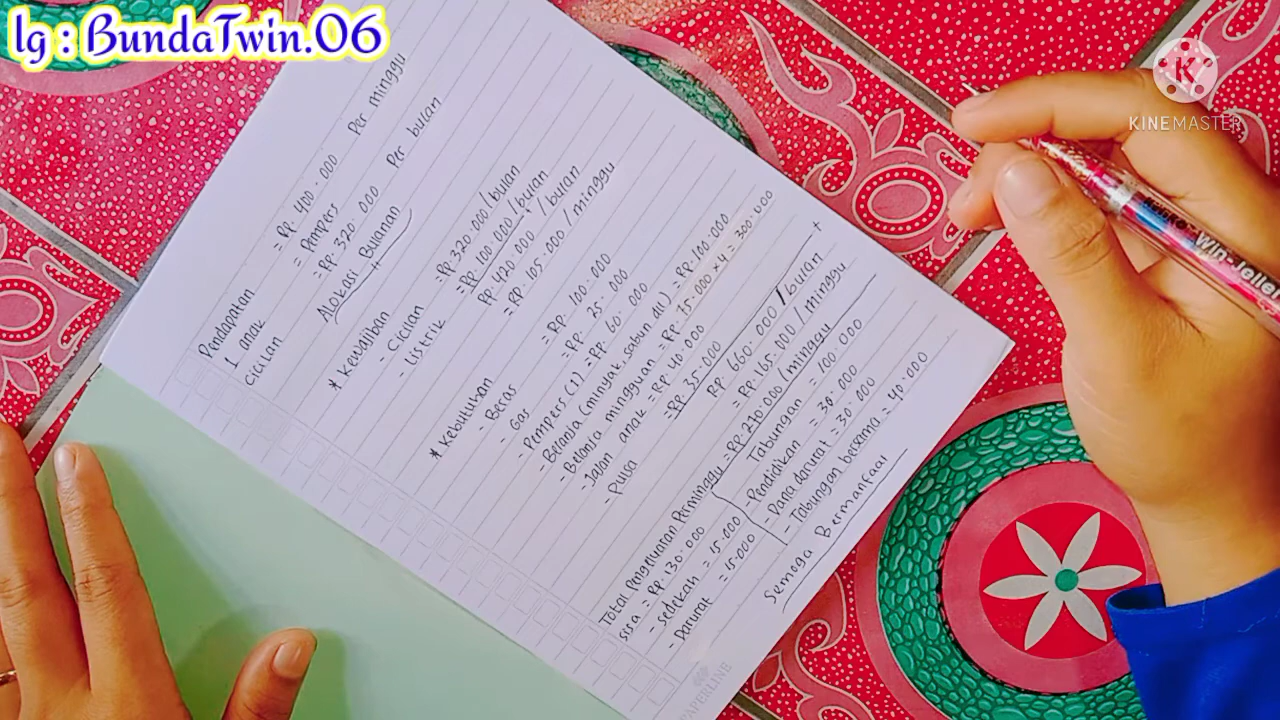 Ig : BundaTwin.06
KINEMASTER
Pendapatan = Rp. 400.000 Per minggu
1 anak = Pempers
cicilan = Rp. 320.000 Per bulan
Alokasi Bulanan
* Kewajiban
- Cicilan = Rp. 320.000/bulan
- Listrik = Rp. 100.000/bulan
Rp. 420.000 /bulan
= Rp. 105.000/minggu
* Kebutuhan
- Beras = Rp. 100.000
- Gas = Rp. 25.000
- Pempers (1) = Rp. 60.000
- Belanja (minyak, sabun dll) = Rp. 100.000
- Belanja mingguan = Rp. 75.000 x 4 = 300.000
- Jalan anak = Rp. 40.000
- Pulsa = Rp. 35.000 +
Rp 660.000 / bulan
= Rp. 165.000 / minggu
Total Pengeluaran Perminggu = Rp. 270.000/minggu
sisa = Rp. 130.000
- sedekah = 15.000
- Darurat = 15.000
Tabungan = 100.000
- Pendidikan = 30.000
- Dana darurat = 30.000
- Tabungan bersama = 40.000
Semoga Bermanfaat
PAPERLINE
Win-Jeller